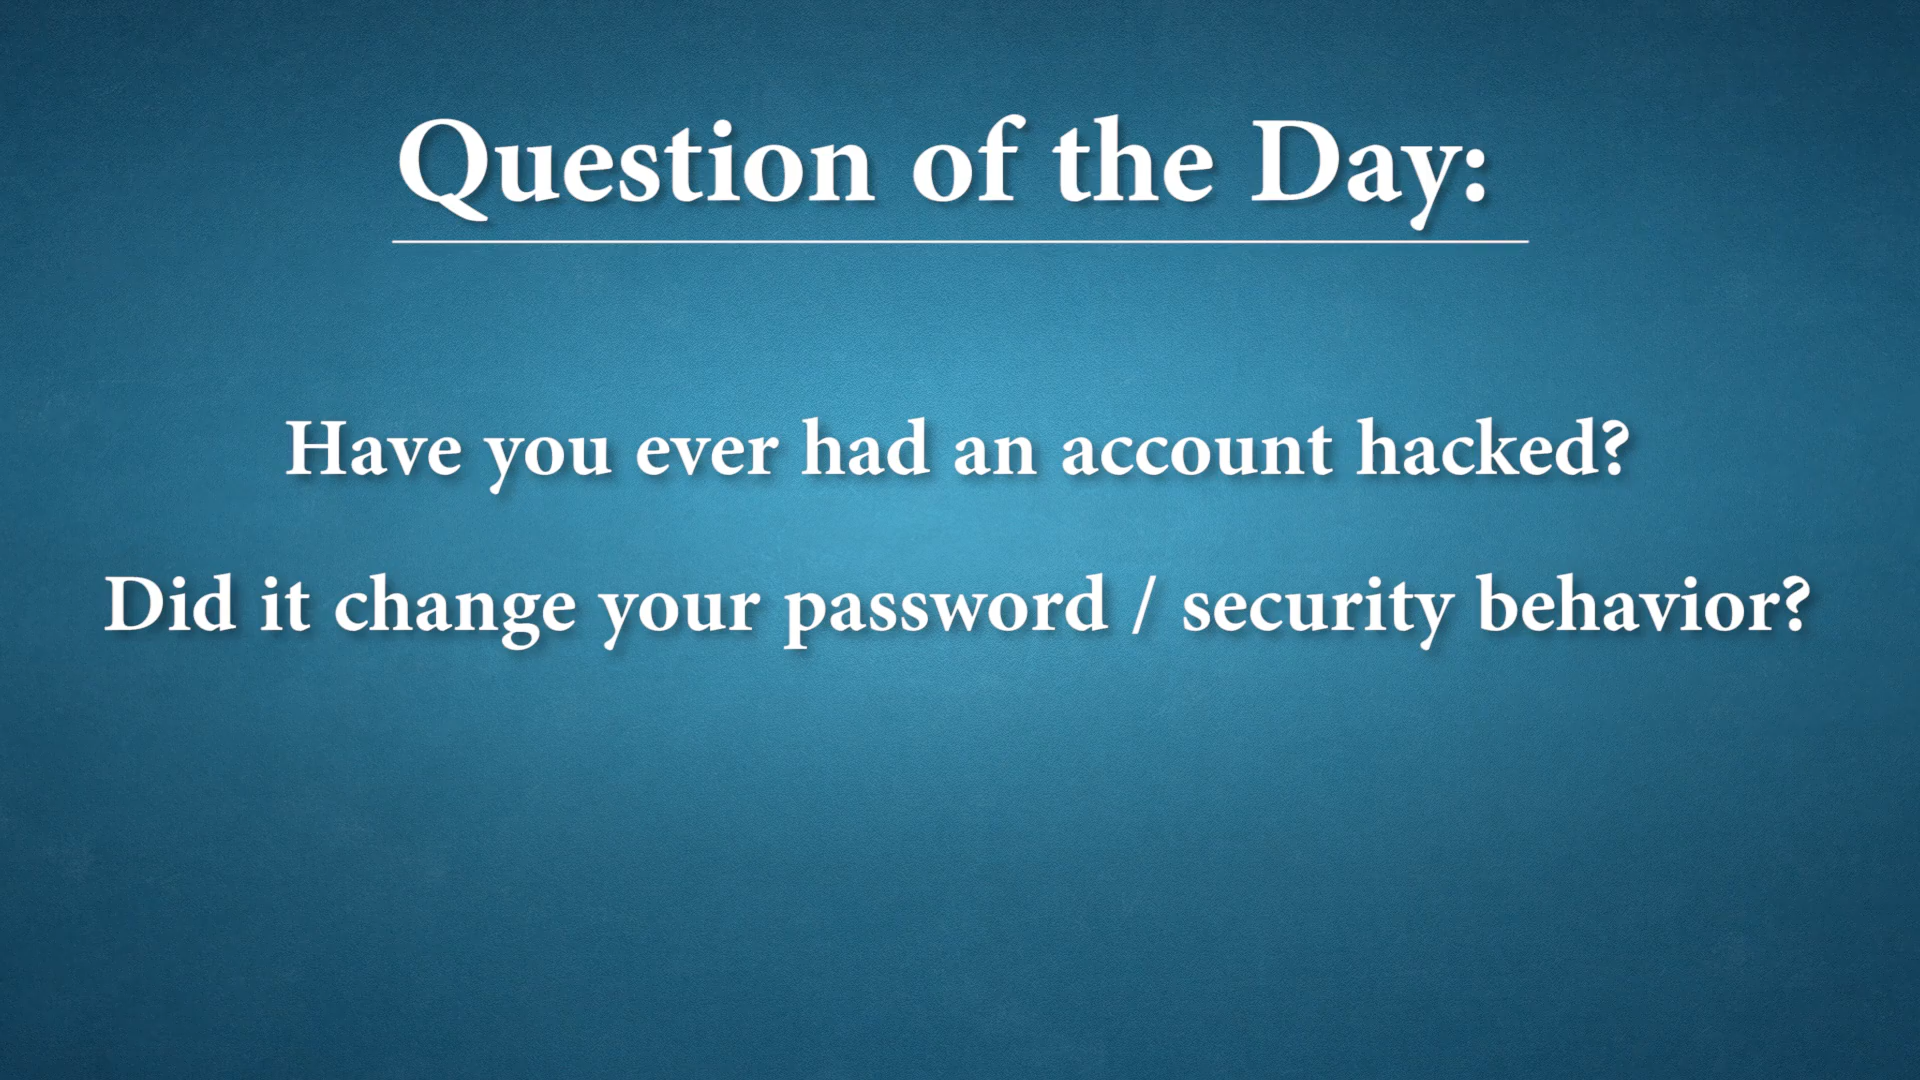 Question of the Day:
Have you ever had an account hacked?
Did it change your password / security behavior?